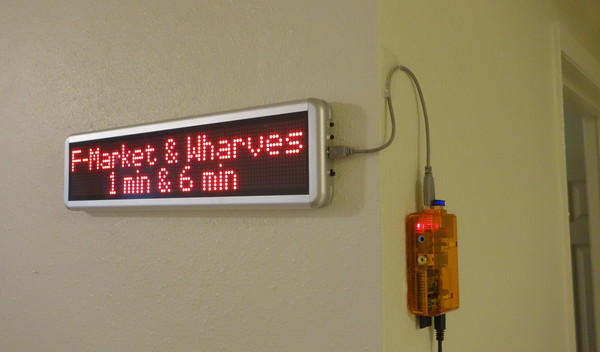 F-Market & Wharves
1 min & 6 min